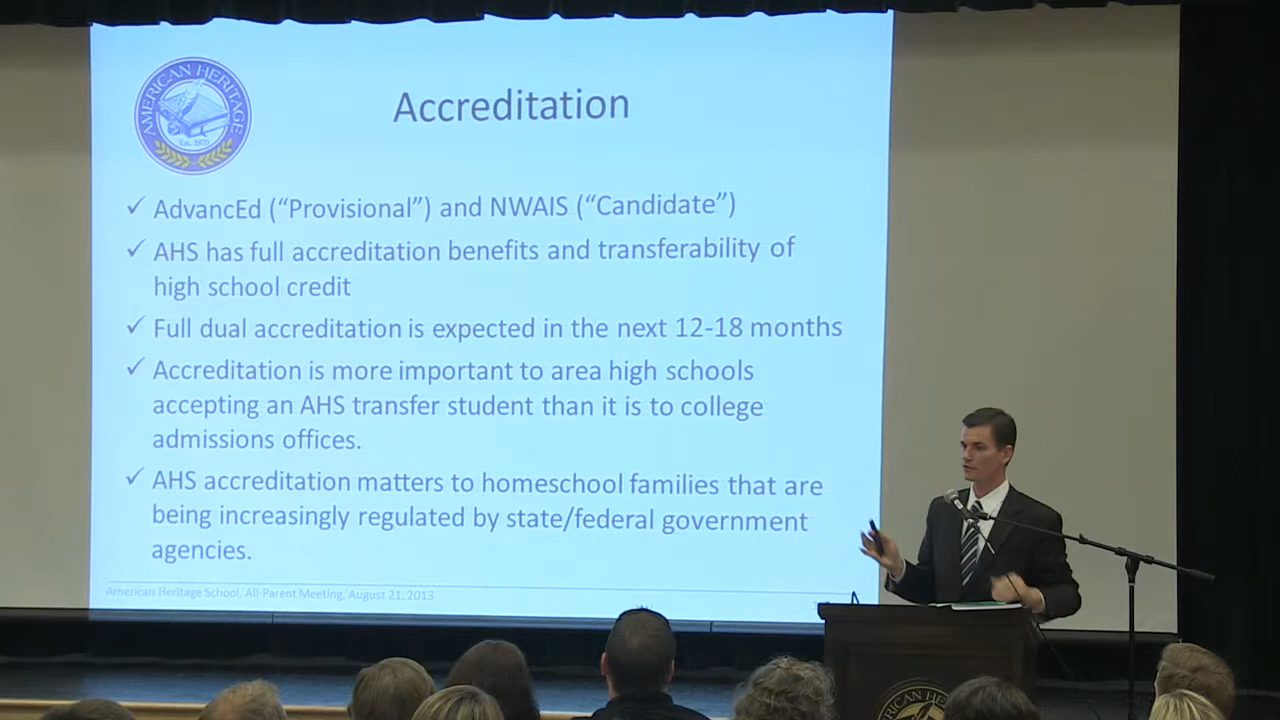 AMERICAN HERITAGE
Est. 1970
Accreditation
✓ AdvancEd (“Provisional”) and NWAIS (“Candidate”)
✓ AHS has full accreditation benefits and transferability of
high school credit
✓ Full dual accreditation is expected in the next 12-18 months
✓ Accreditation is more important to area high schools
accepting an AHS transfer student than it is to college
admissions offices.
✓ AHS accreditation matters to homeschool families that are
being increasingly regulated by state/federal government
agencies.
American Heritage School, All-Parent Meeting, August 21, 2013